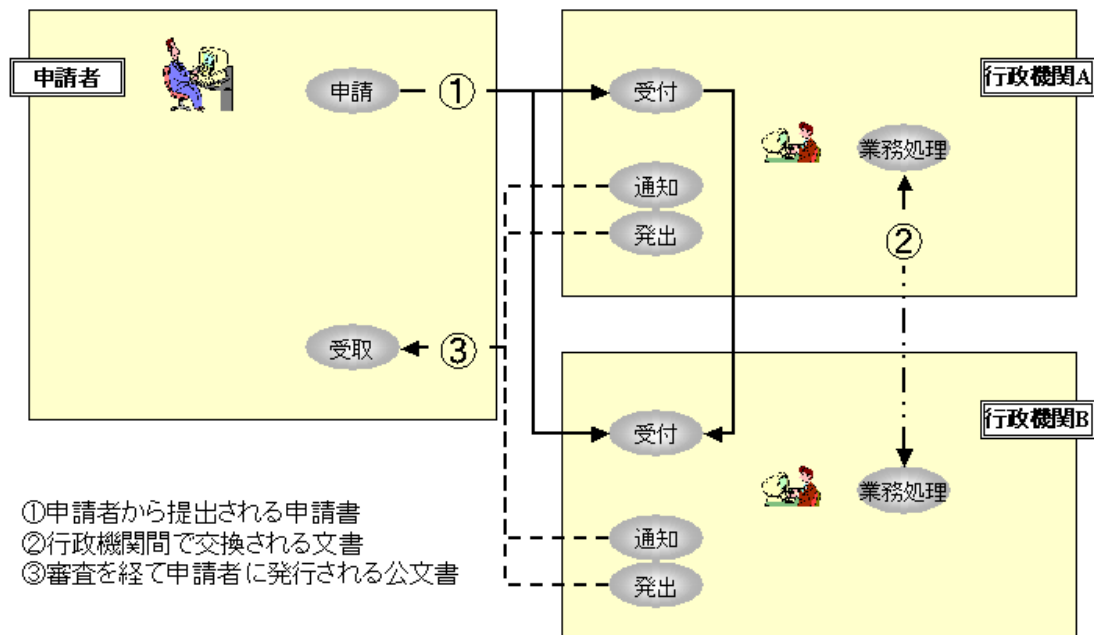 申請者
申請
①
受取
③
行政機関A
受付
通知
発出
業務処理
②
行政機関B
受付
通知
発出
業務処理
①申請者から提出される申請書
②行政機関間で交換される文書
③審査を経て申請者に発行される公文書